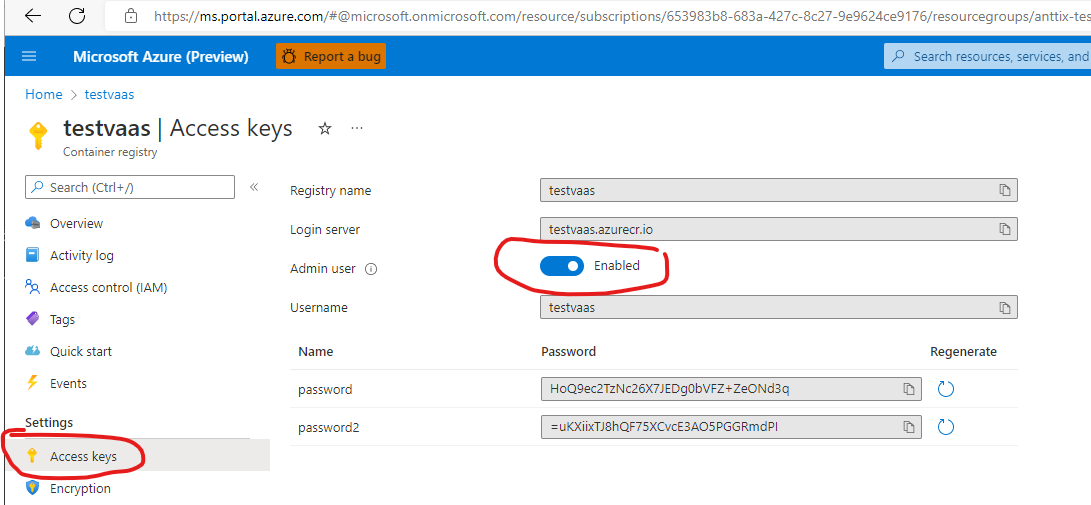 https://ms.portal.azure.com/#@microsoft.onmicrosoft.com/resource/subscriptions/653983b8-683a-427c-8c27-9e9624ce9176/resourcegroups/anttix-tes
Microsoft Azure (Preview)
Report a bug
Search resources, services, and
Home > testvaas
testvaas | Access keys
Container registry
Search (Ctrl+/)
Overview
Activity log
Access control (IAM)
Tags
Quick start
Events
Settings
Access keys
Encryption
Registry name
testvaas
Login server
testvaas.azurecr.io
Admin user
Enabled
Username
testvaas
Name Password Regenerate
password HoQ9ec2TzNc26X7JEDg0bVFZ+ZeONd3q
password2 =uKXiixTJ8hQF75XCvcE3AO5PGGRmdPI